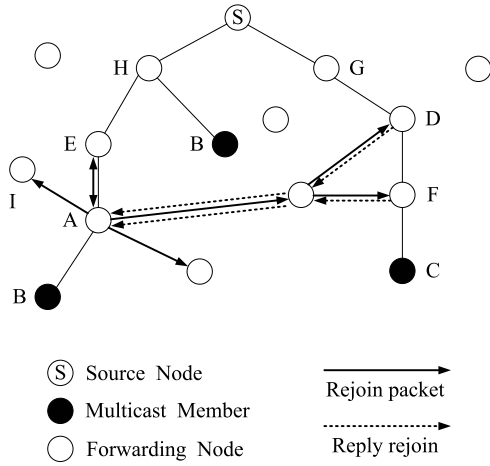 S
H
G
D
E
B
I
A
F
B
C
S Source Node
Multicast Member
Forwarding Node
Rejoin packet
Reply rejoin